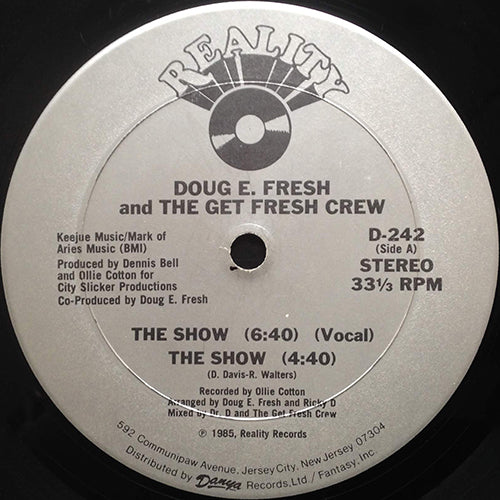 REALITY
DOUG E. FRESH
and THE GET FRESH CREW
Keejue Music/Mark of
Aries Music (BMI)
Produced by Dennis Bell
and Ollie Cotton for
City Slicker Productions
Co-Produced by Doug E. Fresh
D-242
(Side A)
STEREO
33⅓ RPM
THE SHOW (6:40) (Vocal)
THE SHOW (4:40)
(D. Davis-R. Walters)
Recorded by Ollie Cotton
Arranged by Doug E. Fresh and Ricky D
Mixed by Dr. D and The Get Fresh Crew
℗ 1985, Reality Records
592 Communipaw Avenue, Jersey City, New Jersey 07304
Distributed by Danya Records, Ltd./Fantasy, Inc.